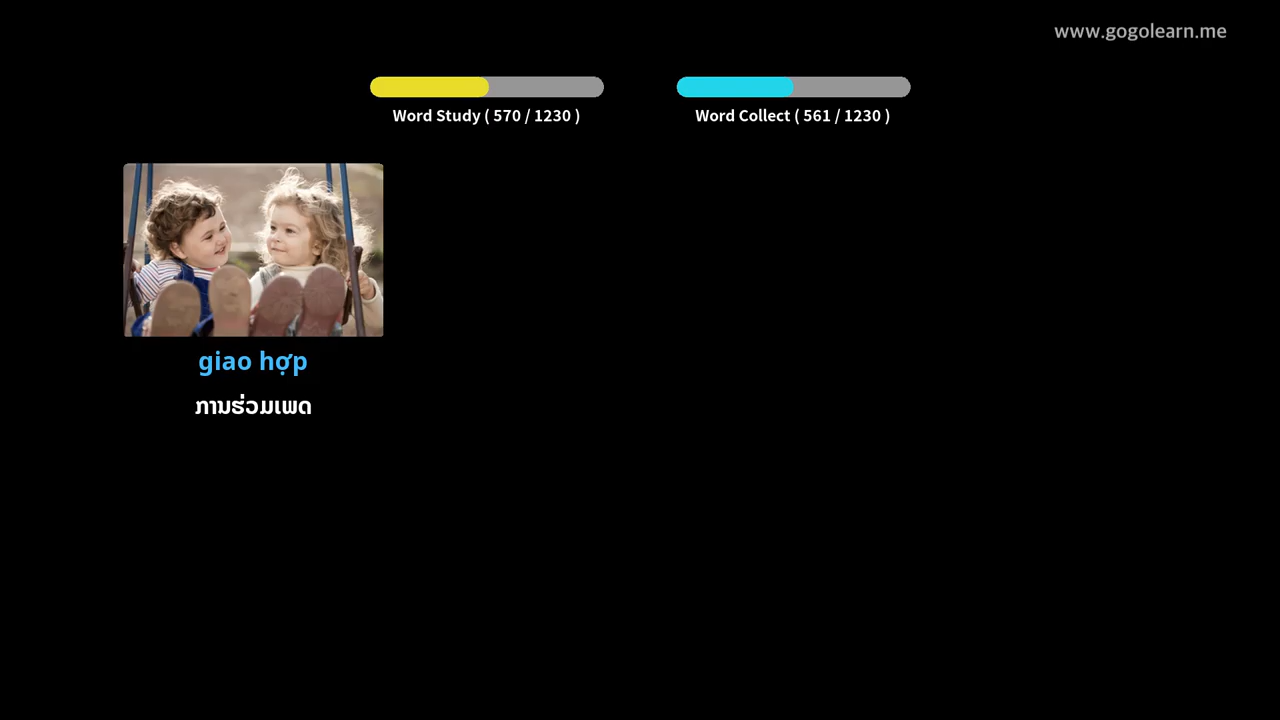 www.gogolearn.me
Word Study ( 570 / 1230 )
Word Collect ( 561 / 1230 )
giao hợp
ການຮ່ວມເພດ